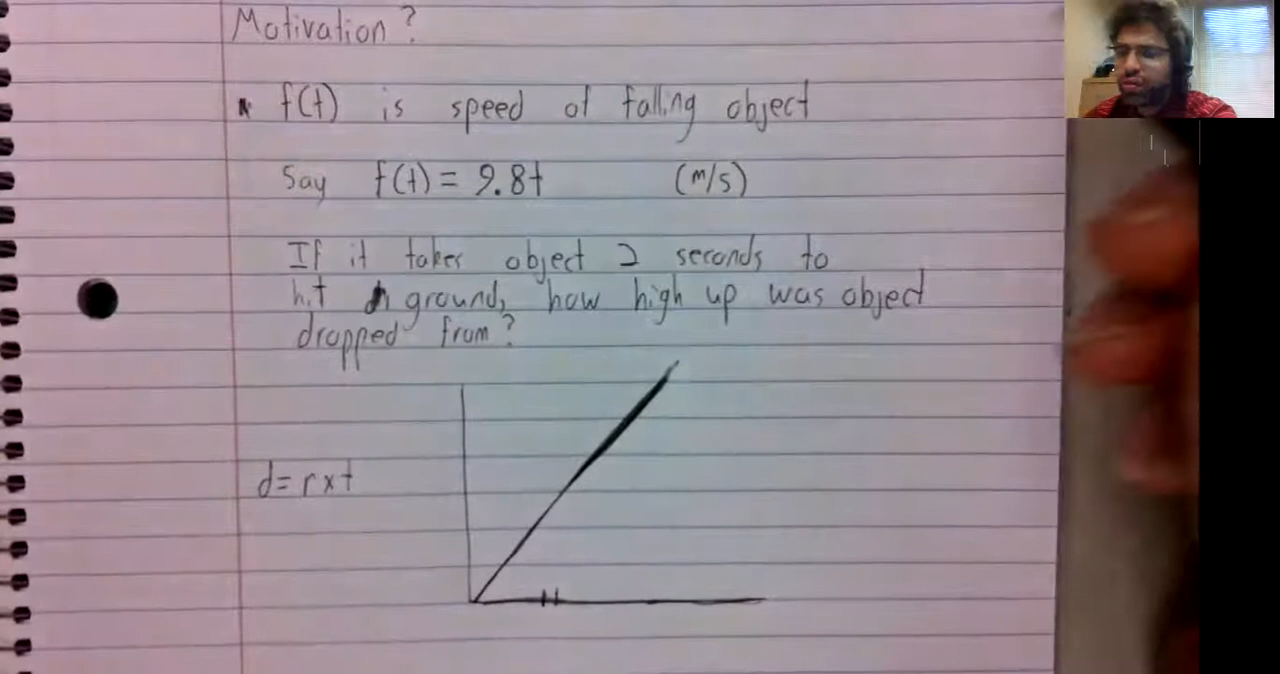 Motivation?
f(t) is speed of falling object
Say f(t) = 9.8t (m/s)
If it takes object 2 seconds to
hit ground, how high up was object
dropped from?
d = r x t